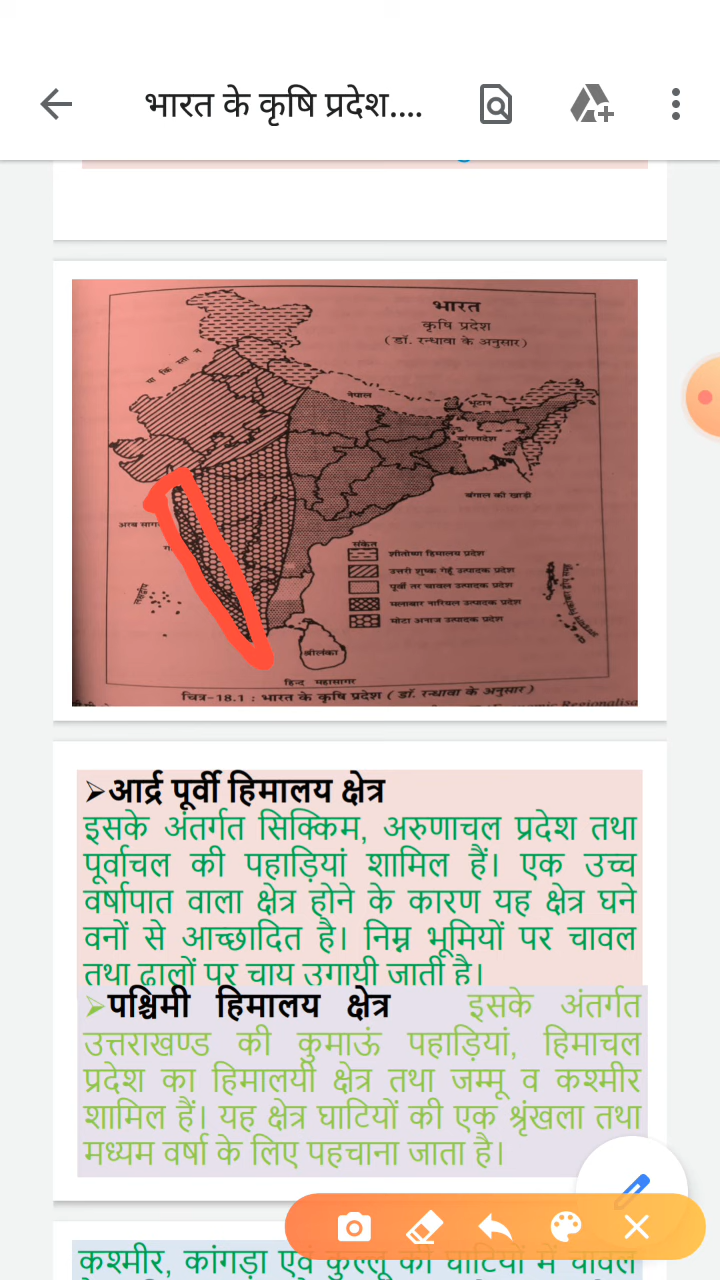 भारत के कृषि प्रदेश....
भारत
कृषि प्रदेश
(डॉ. रन्धावा के अनुसार)
नेपाल
भूटान
बांग्लादेश
बंगाल की खाड़ी
अरब साग
संकेत
शीतोष्ण हिमालय प्रदेश
उत्तरी शुष्क गेहूँ उत्पादक प्रदेश
पूर्वी तर चावल उत्पादक प्रदेश
मलाबार नारियल उत्पादक प्रदेश
मोटा अनाज उत्पादक प्रदेश
लक्षद्वीप
श्रीलंका
हिन्द महासागर
चित्र-18.1 : भारत के कृषि प्रदेश ( डॉ. रन्धावा के अनुसार )
➢आर्द्र पूर्वी हिमालय क्षेत्र
इसके अंतर्गत सिक्किम, अरुणाचल प्रदेश तथा
पूर्वाचल की पहाड़ियां शामिल हैं। एक उच्च
वर्षापात वाला क्षेत्र होने के कारण यह क्षेत्र घने
वनों से आच्छादित है। निम्न भूमियों पर चावल
तथा ढालों पर चाय उगायी जाती है।
➢पश्चिमी हिमालय क्षेत्र इसके अंतर्गत
उत्तराखण्ड की कुमाऊं पहाड़ियां, हिमाचल
प्रदेश का हिमालयी क्षेत्र तथा जम्मू व कश्मीर
शामिल हैं। यह क्षेत्र घाटियों की एक श्रृंखला तथा
मध्यम वर्षा के लिए पहचाना जाता है।
कश्मीर, कांगड़ा एवं कुल्लू की घाटियों में चावल